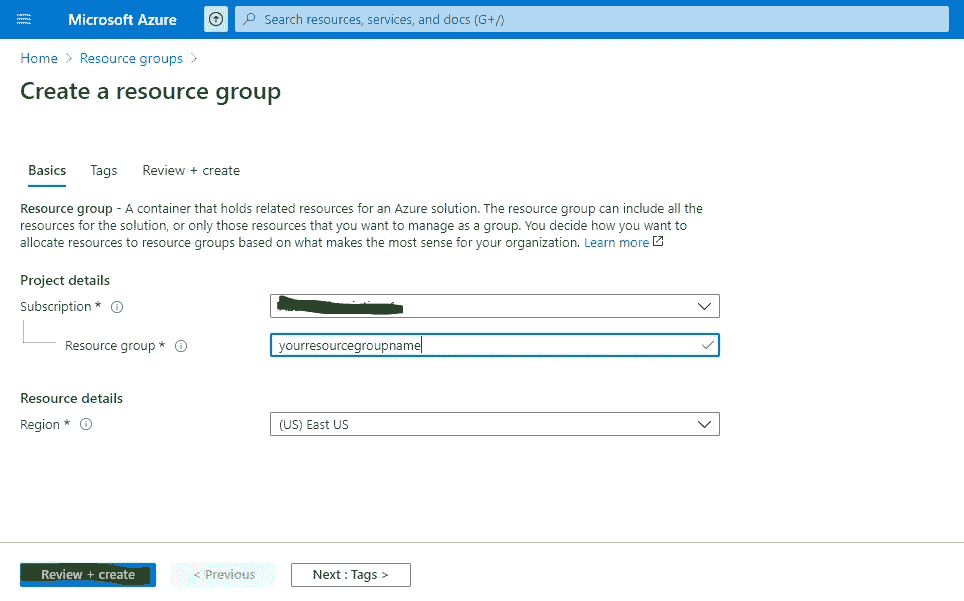 Microsoft Azure
Search resources, services, and docs (G+/)
Home > Resource groups >
Create a resource group
Basics Tags Review + create
Resource group - A container that holds related resources for an Azure solution. The resource group can include all the
resources for the solution, or only those resources that you want to manage as a group. You decide how you want to
allocate resources to resource groups based on what makes the most sense for your organization. Learn more
Project details
Subscription *
Resource group *
yourresourcegroupname
Resource details
Region *
(US) East US
Review + create
< Previous
Next : Tags >